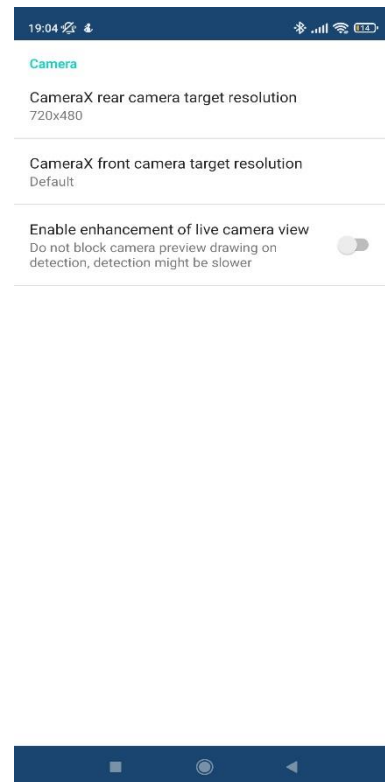 19:04 14
Camera
CameraX rear camera target resolution
720x480
CameraX front camera target resolution
Default
Enable enhancement of live camera view
Do not block camera preview drawing on
detection, detection might be slower